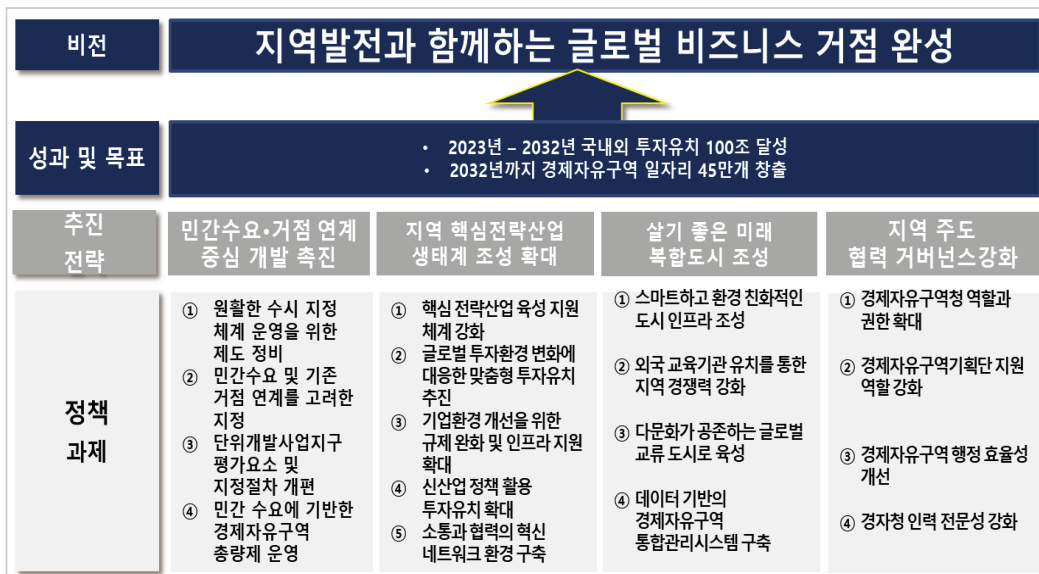 비전
지역발전과 함께하는 글로벌 비즈니스 거점 완성
성과 및 목표
• 2023년 – 2032년 국내외 투자유치 100조 달성
• 2032년까지 경제자유구역 일자리 45만개 창출
추진
전략
민간수요•거점 연계
중심 개발 촉진
지역 핵심전략산업
생태계 조성 확대
살기 좋은 미래
복합도시 조성
지역 주도
협력 거버넌스강화
정책
과제
① 원활한 수시 지정
체계 운영을 위한
제도 정비
② 민간수요 및 기존
거점 연계를 고려한
지정
③ 단위개발사업지구
평가요소 및
지정절차 개편
④ 민간 수요에 기반한
경제자유구역
총량제 운영
① 핵심 전략산업 육성 지원
체계 강화
② 글로벌 투자환경 변화에
대응한 맞춤형 투자유치
추진
③ 기업환경 개선을 위한
규제 완화 및 인프라 지원
확대
④ 신산업 정책 활용
투자유치 확대
⑤ 소통과 협력의 혁신
네트워크 환경 구축
① 스마트하고 환경 친화적인
도시 인프라 조성
② 외국 교육기관 유치를 통한
지역 경쟁력 강화
③ 다문화가 공존하는 글로벌
교류 도시로 육성
④ 데이터 기반의
경제자유구역
통합관리시스템 구축
① 경제자유구역청 역할과
권한 확대
② 경제자유구역기획단 지원
역할 강화
③ 경제자유구역 행정 효율성
개선
④ 경자청 인력 전문성 강화